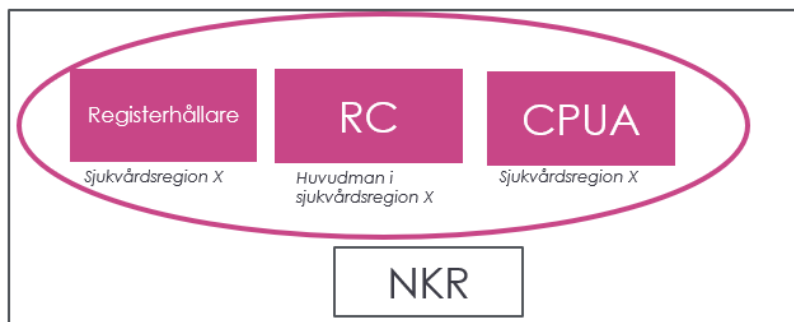 Registerhållare
RC
CPUA
Sjukvårdsregion X
Huvudman i
sjukvårdsregion X
Sjukvårdsregion X
NKR